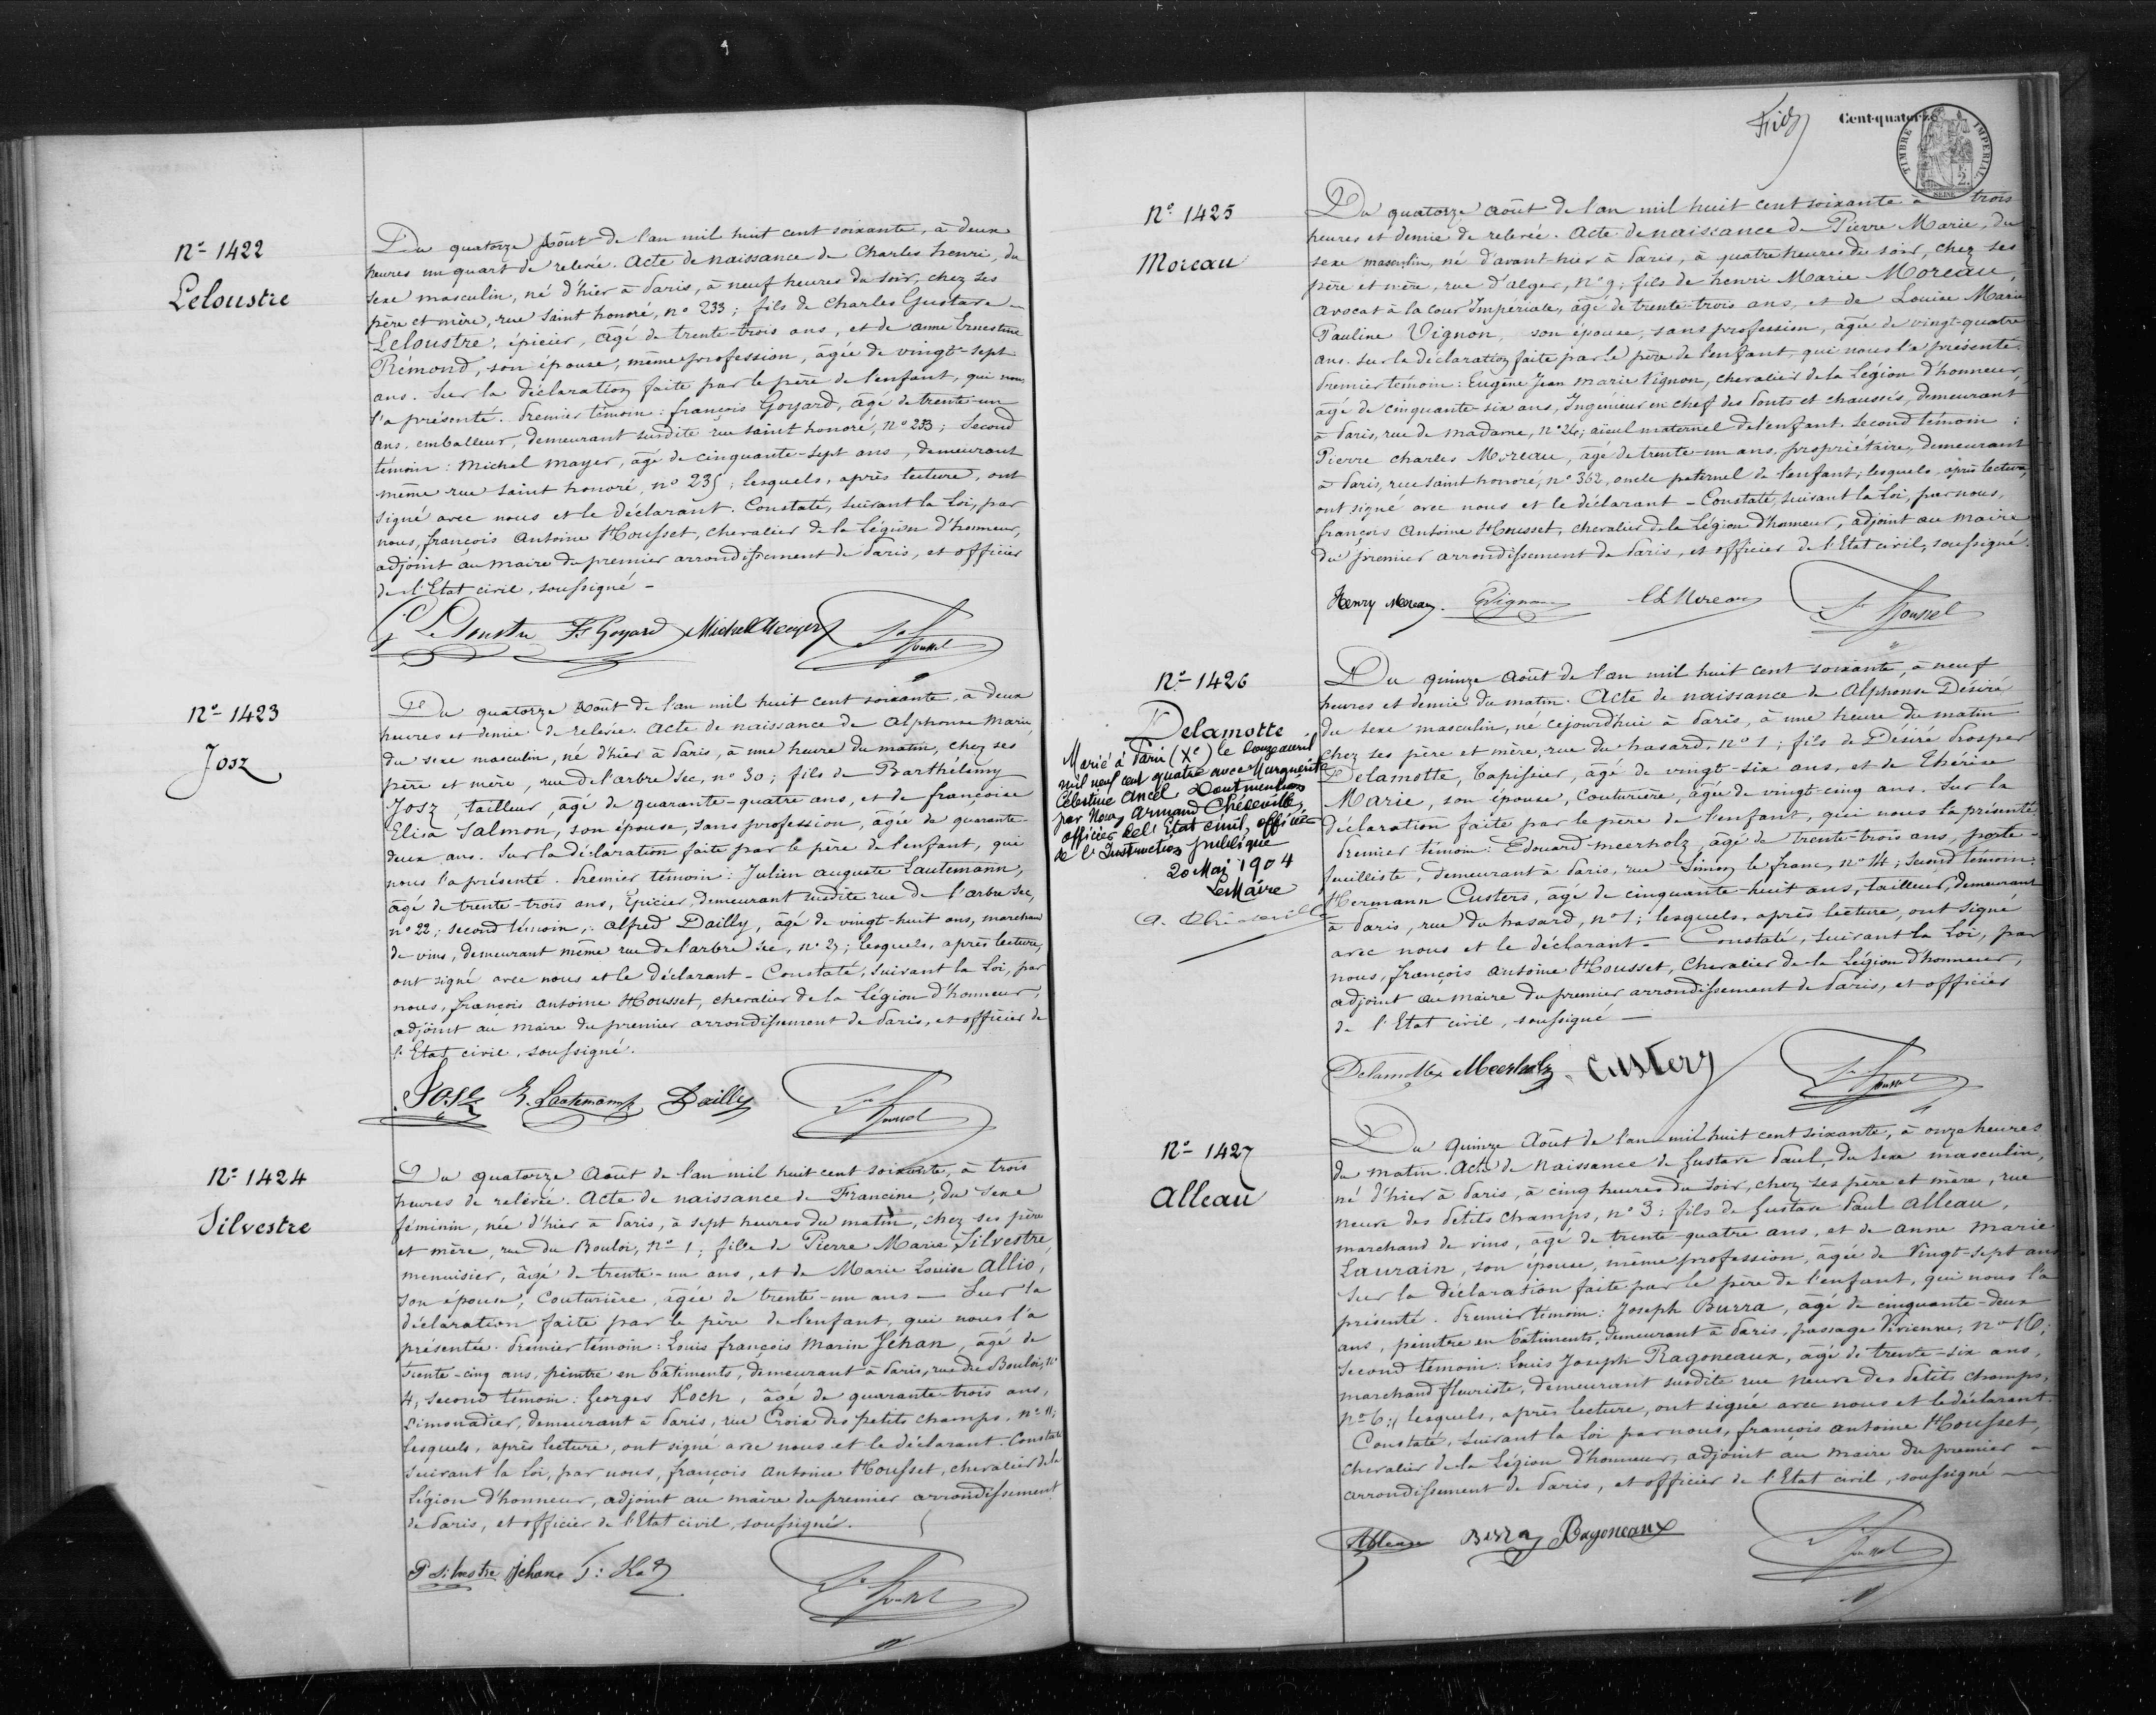 N° 1422
Leloustre
Du quatorze Août de l'an mil huit cent soixante, à deux
heures un quart de relevée. Acte de naissance de Charles henri, du
sexe masculin, né d'hier à Paris, à neuf heures du soir, chez ses
père et mère, rue Saint honoré, n° 233; fils de Charles Gustave
Leloustre, épicier, âgé de trente-trois ans, et de anne Ernestine
Rémond, son épouse, même profession, âgée de vingt-sept
ans. Sur la déclaration faite par le père de l'enfant, qui nous
l'a présenté. Premier témoin: françois Goyard, âgé de trente-un
ans, emballeur, demeurant susdite rue saint honoré, n° 233; Second
témoin: Michel Mayer, âgé de cinquante-sept ans, demeurant
même rue Saint honoré, n° 235; lesquels, après lecture, ont
signé avec nous et le déclarant. Constaté, suivant la Loi, par
nous, françois Antoine Housset, chevalier de la Légion d'honneur,
adjoint au maire du premier arrondissement de Paris, et officier
de l'Etat civil, soussigné -
G Leloustre F Goyard Michel Mayer Housset
N° 1423
Josz
Du quatorze Août de l'an mil huit cent soixante, à deux
heures et demie de relevée. Acte de naissance de Alphonse Marie,
du sexe masculin, né d'hier à Paris, à une heure du matin, chez ses
père et mère, rue de l'arbre Sec, n° 30; fils de Barthélemy
Josz, tailleur, âgé de quarante-quatre ans, et de françoise
Elisa Salmon, son épouse, sans profession, âgée de quarante-
deux ans. Sur la déclaration faite par le père de l'enfant, qui
nous l'a présenté. Premier témoin: Julien auguste Lautemann,
âgé de trente-trois ans, Epicier, demeurant susdite rue de l'arbre Sec,
n° 22; second témoin: alfred Dailly, âgé de vingt-huit ans, marchand
de vins, demeurant même rue de l'arbre sec, n° 23; lesquels, après lecture,
ont signé avec nous et le déclarant - Constaté, suivant la Loi, par
nous, françois antoine Housset, chevalier de la Légion d'honneur,
adjoint au maire du premier arrondissement de Paris, et officier de
l'Etat civil, soussigné.
Josz Lautemann Dailly Housset
N° 1424
Silvestre
Du quatorze Août de l'an mil huit cent soixante, à trois
heures de relevée. Acte de naissance de Francine, du sexe
féminin, née d'hier à Paris, à sept heures du matin, chez ses père
et mère, rue du Bouloi, n° 1; fille de Pierre Marie Silvestre,
menuisier, âgé de trente-un ans, et de Marie Louise Allio,
son épouse, Couturière, âgée de trente-un ans - Sur la
déclaration faite par le père de l'enfant, qui nous l'a
présentée. Premier témoin: Louis françois Marin Jéhan, âgé de
trente-cinq ans, peintre en bâtiments, demeurant à Paris, rue du Bouloi, n°
4, second témoin: Georges Koch, âgé de quarante-trois ans,
Limonadier, demeurant à Paris, rue Croix des petits champs, n° 11;
lesquels, après lecture, ont signé avec nous et le déclarant. Constaté
suivant la Loi, par nous, françois Antoine Housset, chevalier de la
Légion d'honneur, adjoint au maire du premier arrondissement
de Paris, et officier de l'Etat civil, soussigné.
P Silvestre Jehan Housset
Cent-quatorze
TIMBRE IMPERIAL
2
SEINE
N° 1425
Moreau
Du quatorze Août de l'an mil huit cent soixante à trois
heures et demie de relevée. Acte de naissance de Pierre Marie, du
sexe masculin, né d'avant-hier à Paris, à quatre heures du soir, chez ses
père et mère, rue d'alger, n° 9; fils de henri Marie Moreau,
avocat à la cour Impériale, âgé de trente-trois ans, et de Louise Marie
Pauline Vignon, son épouse, sans profession, âgée de vingt-quatre
ans. Sur la déclaration faite par le père de l'enfant, qui nous l'a présenté
Premier témoin: Eugène Jean marie Vignon, chevalier de la Légion d'honneur,
âgé de cinquante-six ans, Ingénieur en chef des Ponts et chaussés, demeurant
à Paris, rue de madame, n° 24; aïeul maternel de l'enfant. Second témoin:
Pierre charles Moreau, âgé de trente-un ans, propriétaire, demeurant
à Paris, rue saint honoré, n° 362, oncle paternel de l'enfant; lesquels, après lecture,
ont signé avec nous et le déclarant - Constaté, suivant la Loi, par nous,
françois Antoine Housset, chevalier de la Légion d'honneur, adjoint au maire
du premier arrondissement de Paris, et officier de l'Etat civil, soussigné.
Henry Moreau EVignon Ch Moreau Housset
N° 1426
Delamotte
Marié à Paris (Xe) le douze avril
mil neuf cent quatre avec Marguerite
Célestine Ancel. Dont mention
par Nous Armand Chéreville,
officier de l'Etat civil, officier
de l'Instruction publique
20 Mai 1904
Le Maire
Du quinze Août de l'an mil huit cent soixante, à neuf
heures et demie du matin. Acte de naissance de Alphonse Désiré
du sexe masculin, né cejourd'hui à Paris, à une heure du matin
chez ses père et mère, rue du hasard, n° 1; fils de Désiré Prosper
Delamotte, Tapissier, âgé de vingt-six ans, et de Thérèse
Marie, son épouse, Couturière, âgée de vingt-cinq ans. Sur la
déclaration faite par le père de l'enfant, qui nous l'a présenté
Premier témoin: Edouard Meerholz, âgé de trente-trois ans, porte-
feuilliste, demeurant à Paris, rue Simon le franc, n° 14; second témoin:
Hermann Custers, âgé de cinquante-huit ans, tailleur, demeurant
à Paris, rue du hasard, n° 1; lesquels, après lecture, ont signé
avec nous et le déclarant - Constaté, suivant la Loi, par
nous, françois antoine Housset, Chevalier de la Légion d'honneur,
adjoint au maire du premier arrondissement de Paris, et officier
de l'Etat civil, soussigné -
Delamotte Meerholz Custers Housset
N° 1427
Alleau
Du quinze Août de l'an mil huit cent soixante, à onze heures
du matin. Acte de Naissance de Gustave Paul, du sexe masculin,
né d'hier à Paris, à cinq heures du soir, chez ses père et mère, rue
neuve des Petits champs, n° 3; fils de Gustave Paul Alleau,
marchand de vins, âgé de trente-quatre ans, et de anne Marie
Laurain, son épouse, même profession, âgée de Vingt-sept ans
Sur la déclaration faite par le père de l'enfant, qui nous l'a
présenté. Premier témoin: Joseph Burra, âgé de cinquante-deux
ans, peintre en bâtiments, demeurant à Paris, passage Vivienne, n° 16;
second témoin: Louis Joseph Ragoneaux, âgé de trente-six ans,
marchand fleuriste, demeurant susdite rue neuve des Petits champs,
n° 6; lesquels, après lecture, ont signé avec nous et le déclarant.
Constaté, suivant la Loi par nous, françois antoine Housset,
chevalier de la Légion d'honneur, adjoint au maire du premier
arrondissement de Paris, et officier de l'Etat civil, soussigné
Alleau Burra Ragoneaux Housset